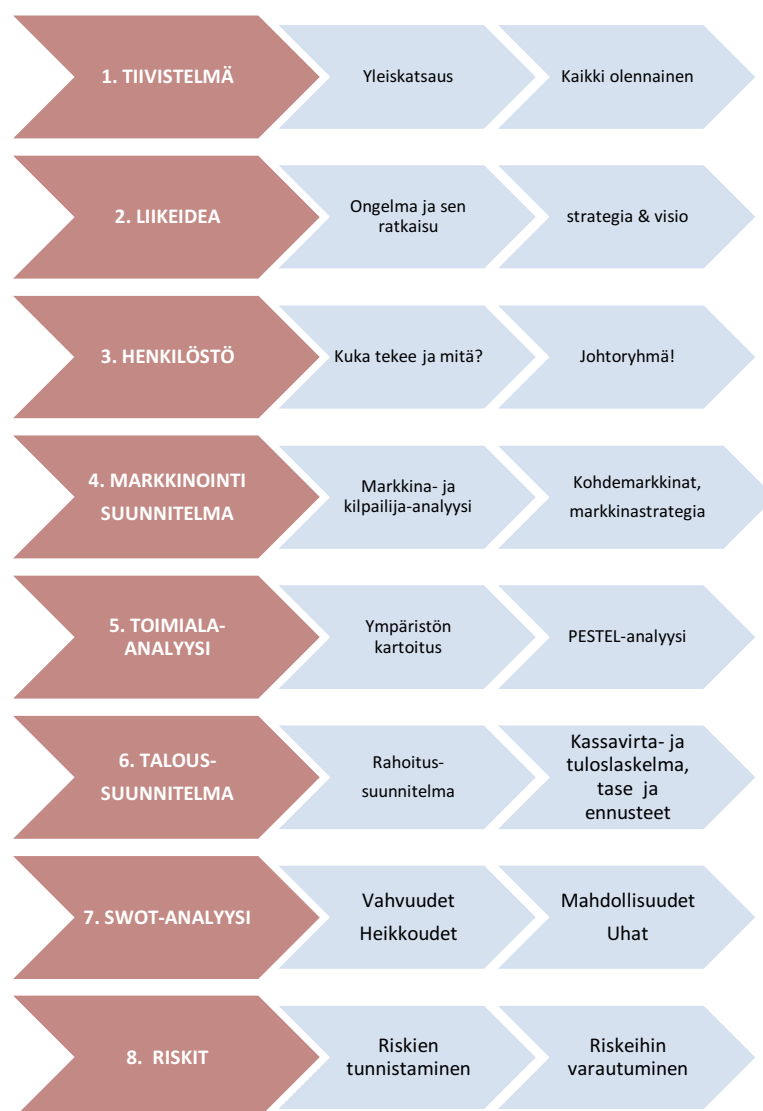 1. TIIVISTELMÄ
Yleiskatsaus
Kaikki olennainen
2. LIIKEIDEA
Ongelma ja sen
ratkaisu
strategia & visio
3. HENKILÖSTÖ
Kuka tekee ja mitä?
Johtoryhmä!
4. MARKKINOINTI
SUUNNITELMA
Markkina- ja
kilpailija-analyysi
Kohdemarkkinat,
markkinastrategia
5. TOIMIALA-
ANALYYSI
Ympäristön
kartoitus
PESTEL-analyysi
6. TALOUS-
SUUNNITELMA
Rahoitus-
suunnitelma
Kassavirta- ja
tuloslaskelma,
tase ja
ennusteet
7. SWOT-ANALYYSI
Vahvuudet
Heikkoudet
Mahdollisuudet
Uhat
8. RISKIT
Riskien
tunnistaminen
Riskeihin
varautuminen